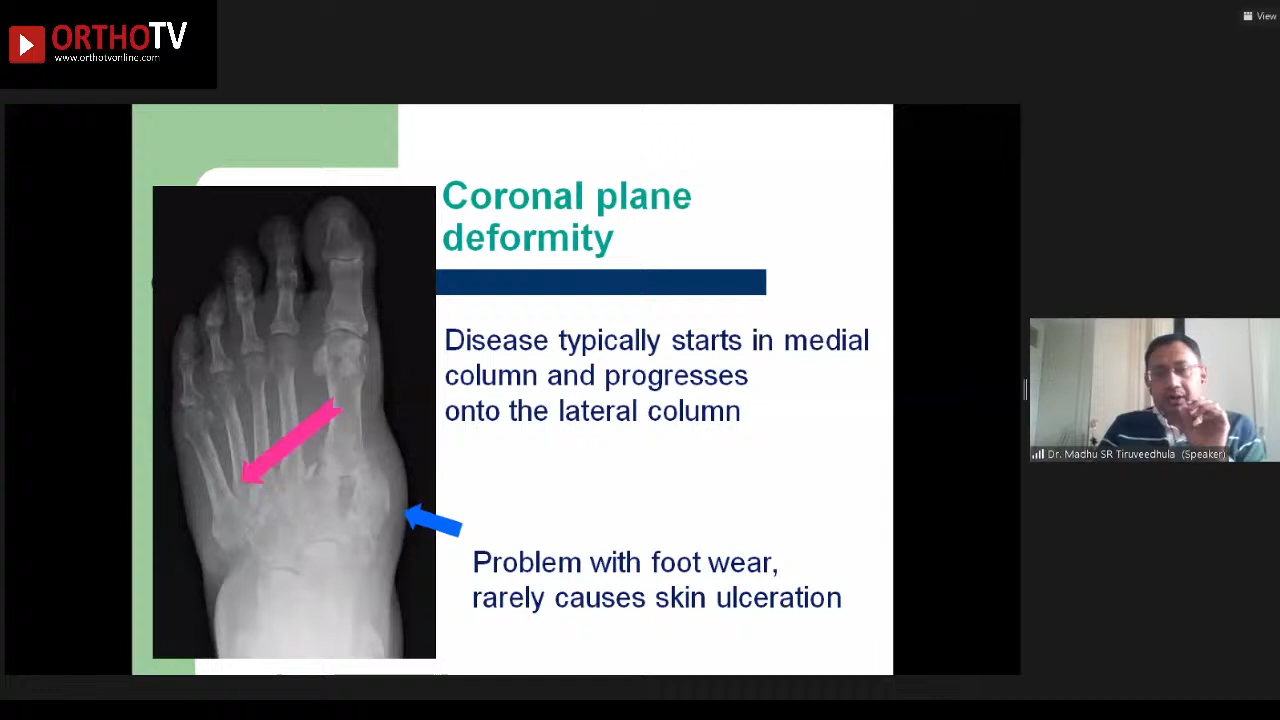 ORTHOTV
www.orthotvonline.com
View
Coronal plane
deformity
Disease typically starts in medial
column and progresses
onto the lateral column
Problem with foot wear,
rarely causes skin ulceration
Dr. Madhu SR Tiruveedhula (Speaker)